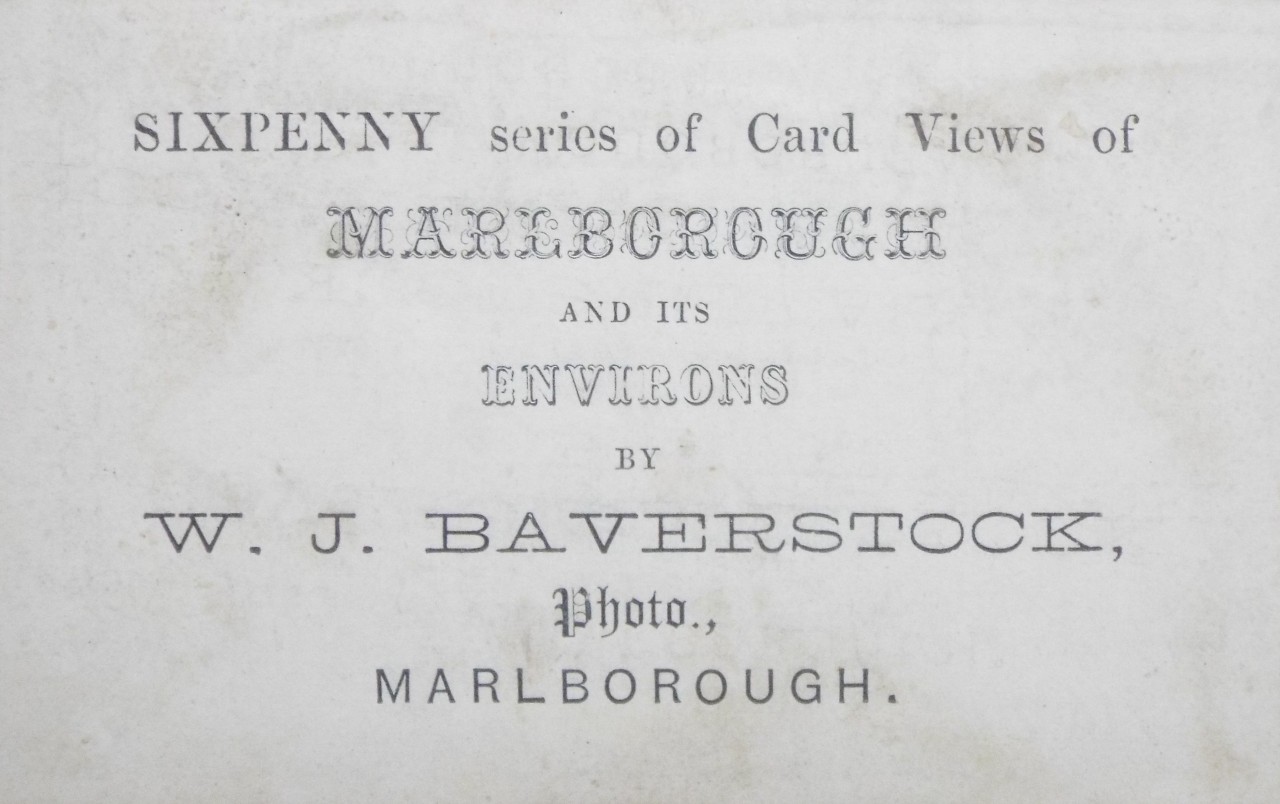 SIXPENNY series of Card Views of
MARLBOROUGH
AND ITS
ENVIRONS
BY
W. J. BAVERSTOCK,
Photo.,
MARLBOROUGH.